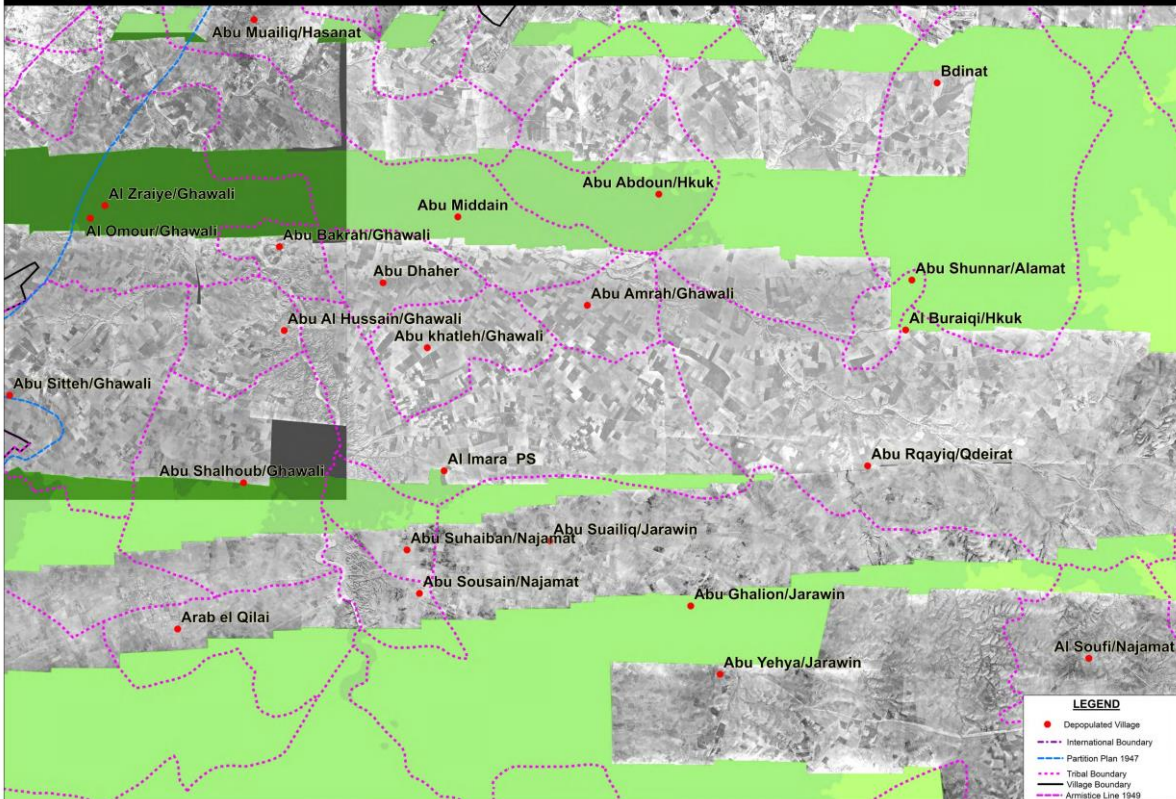 Abu Muailiq/Hasanat
Bdinat
Al Zraiye/Ghawali
Abu Abdoun/Hkuk
Abu Middain
Al Omour/Ghawali
Abu Bakrah/Ghawali
Abu Dhaher
Abu Shunnar/Alamat
Abu Amrah/Ghawali
Abu Al Hussain/Ghawali
Al Buraiqi/Hkuk
Abu khatleh/Ghawali
Abu Sitteh/Ghawali
Abu Shalhoub/Ghawali
Al Imara PS
Abu Rqayiq/Qdeirat
Abu Suailiq/Jarawin
Abu Suhaiban/Najamat
Abu Sousain/Najamat
Abu Ghalion/Jarawin
Arab el Qilai
Al Soufi/Najamat
Abu Yehya/Jarawin
LEGEND
Depopulated Village
International Boundary
Partition Plan 1947
Tribal Boundary
Village Boundary
Armistice Line 1949